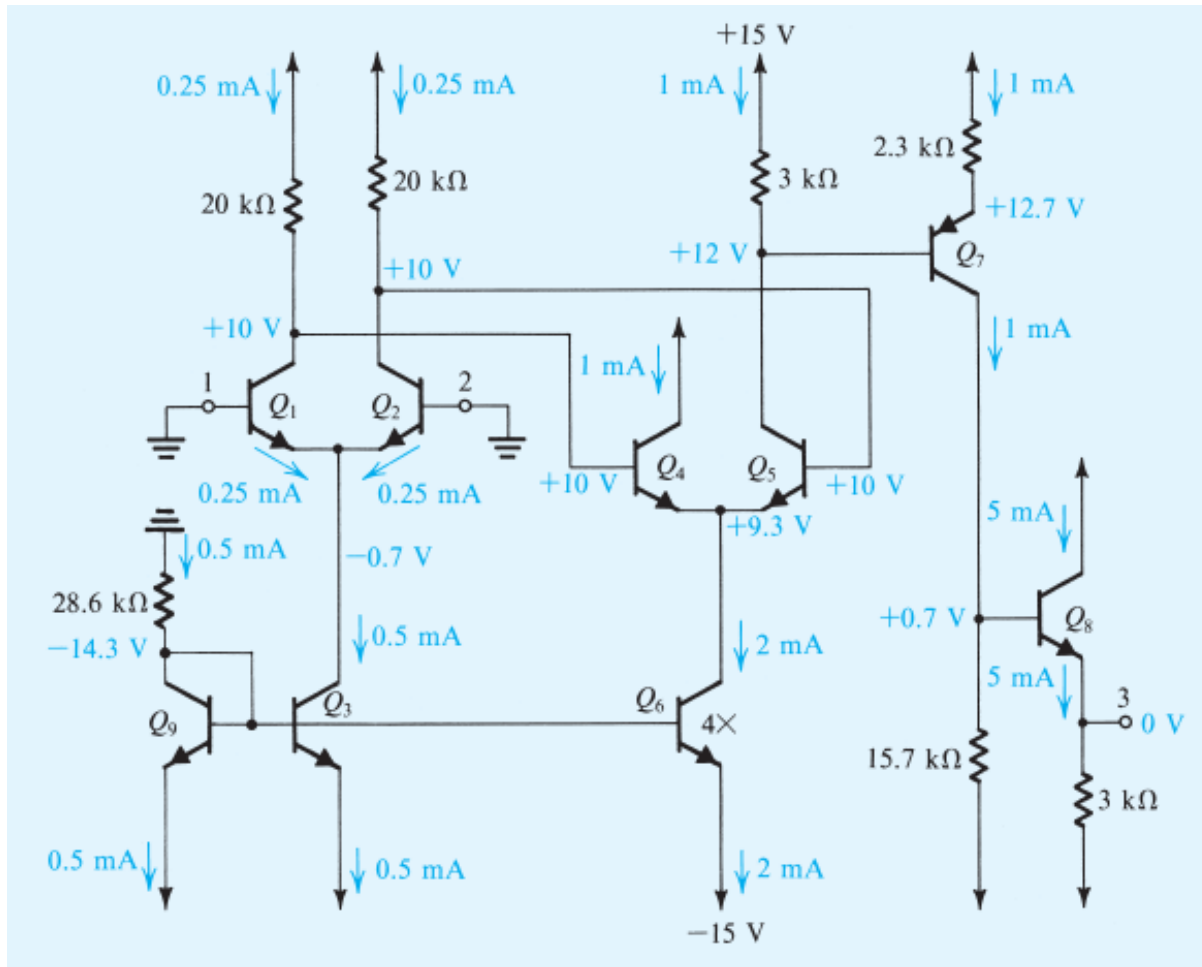 +15 V
0.25 mA
0.25 mA
1 mA
1 mA
2.3 kΩ
20 kΩ
3 kΩ
20 kΩ
+12.7 V
+12 V
Q7
+10 V
+10 V
1 mA
1 mA
1
Q1
Q2
2
Q4
Q5
+10 V
+10 V
0.25 mA
0.25 mA
+9.3 V
5 mA
0.5 mA
−0.7 V
28.6 kΩ
+0.7 V
Q8
−14.3 V
0.5 mA
2 mA
5 mA
3
0 V
Q9
Q3
Q6
4×
15.7 kΩ
3 kΩ
0.5 mA
0.5 mA
2 mA
−15 V